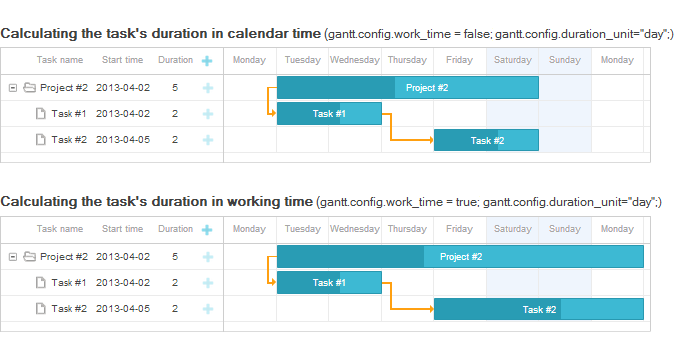 Calculating the task's duration in calendar time (gantt.config.work_time = false; gantt.config.duration_unit="day";)
Task name Start time Duration Monday Tuesday Wednesday Thursday Friday Saturday Sunday Monday
Project #2 2013-04-02 5 Project #2
Task #1 2013-04-02 2 Task #1
Task #2 2013-04-05 2 Task #2
Calculating the task's duration in working time (gantt.config.work_time = true; gantt.config.duration_unit="day";)
Task name Start time Duration Monday Tuesday Wednesday Thursday Friday Saturday Sunday Monday
Project #2 2013-04-02 5 Project #2
Task #1 2013-04-02 2 Task #1
Task #2 2013-04-05 2 Task #2